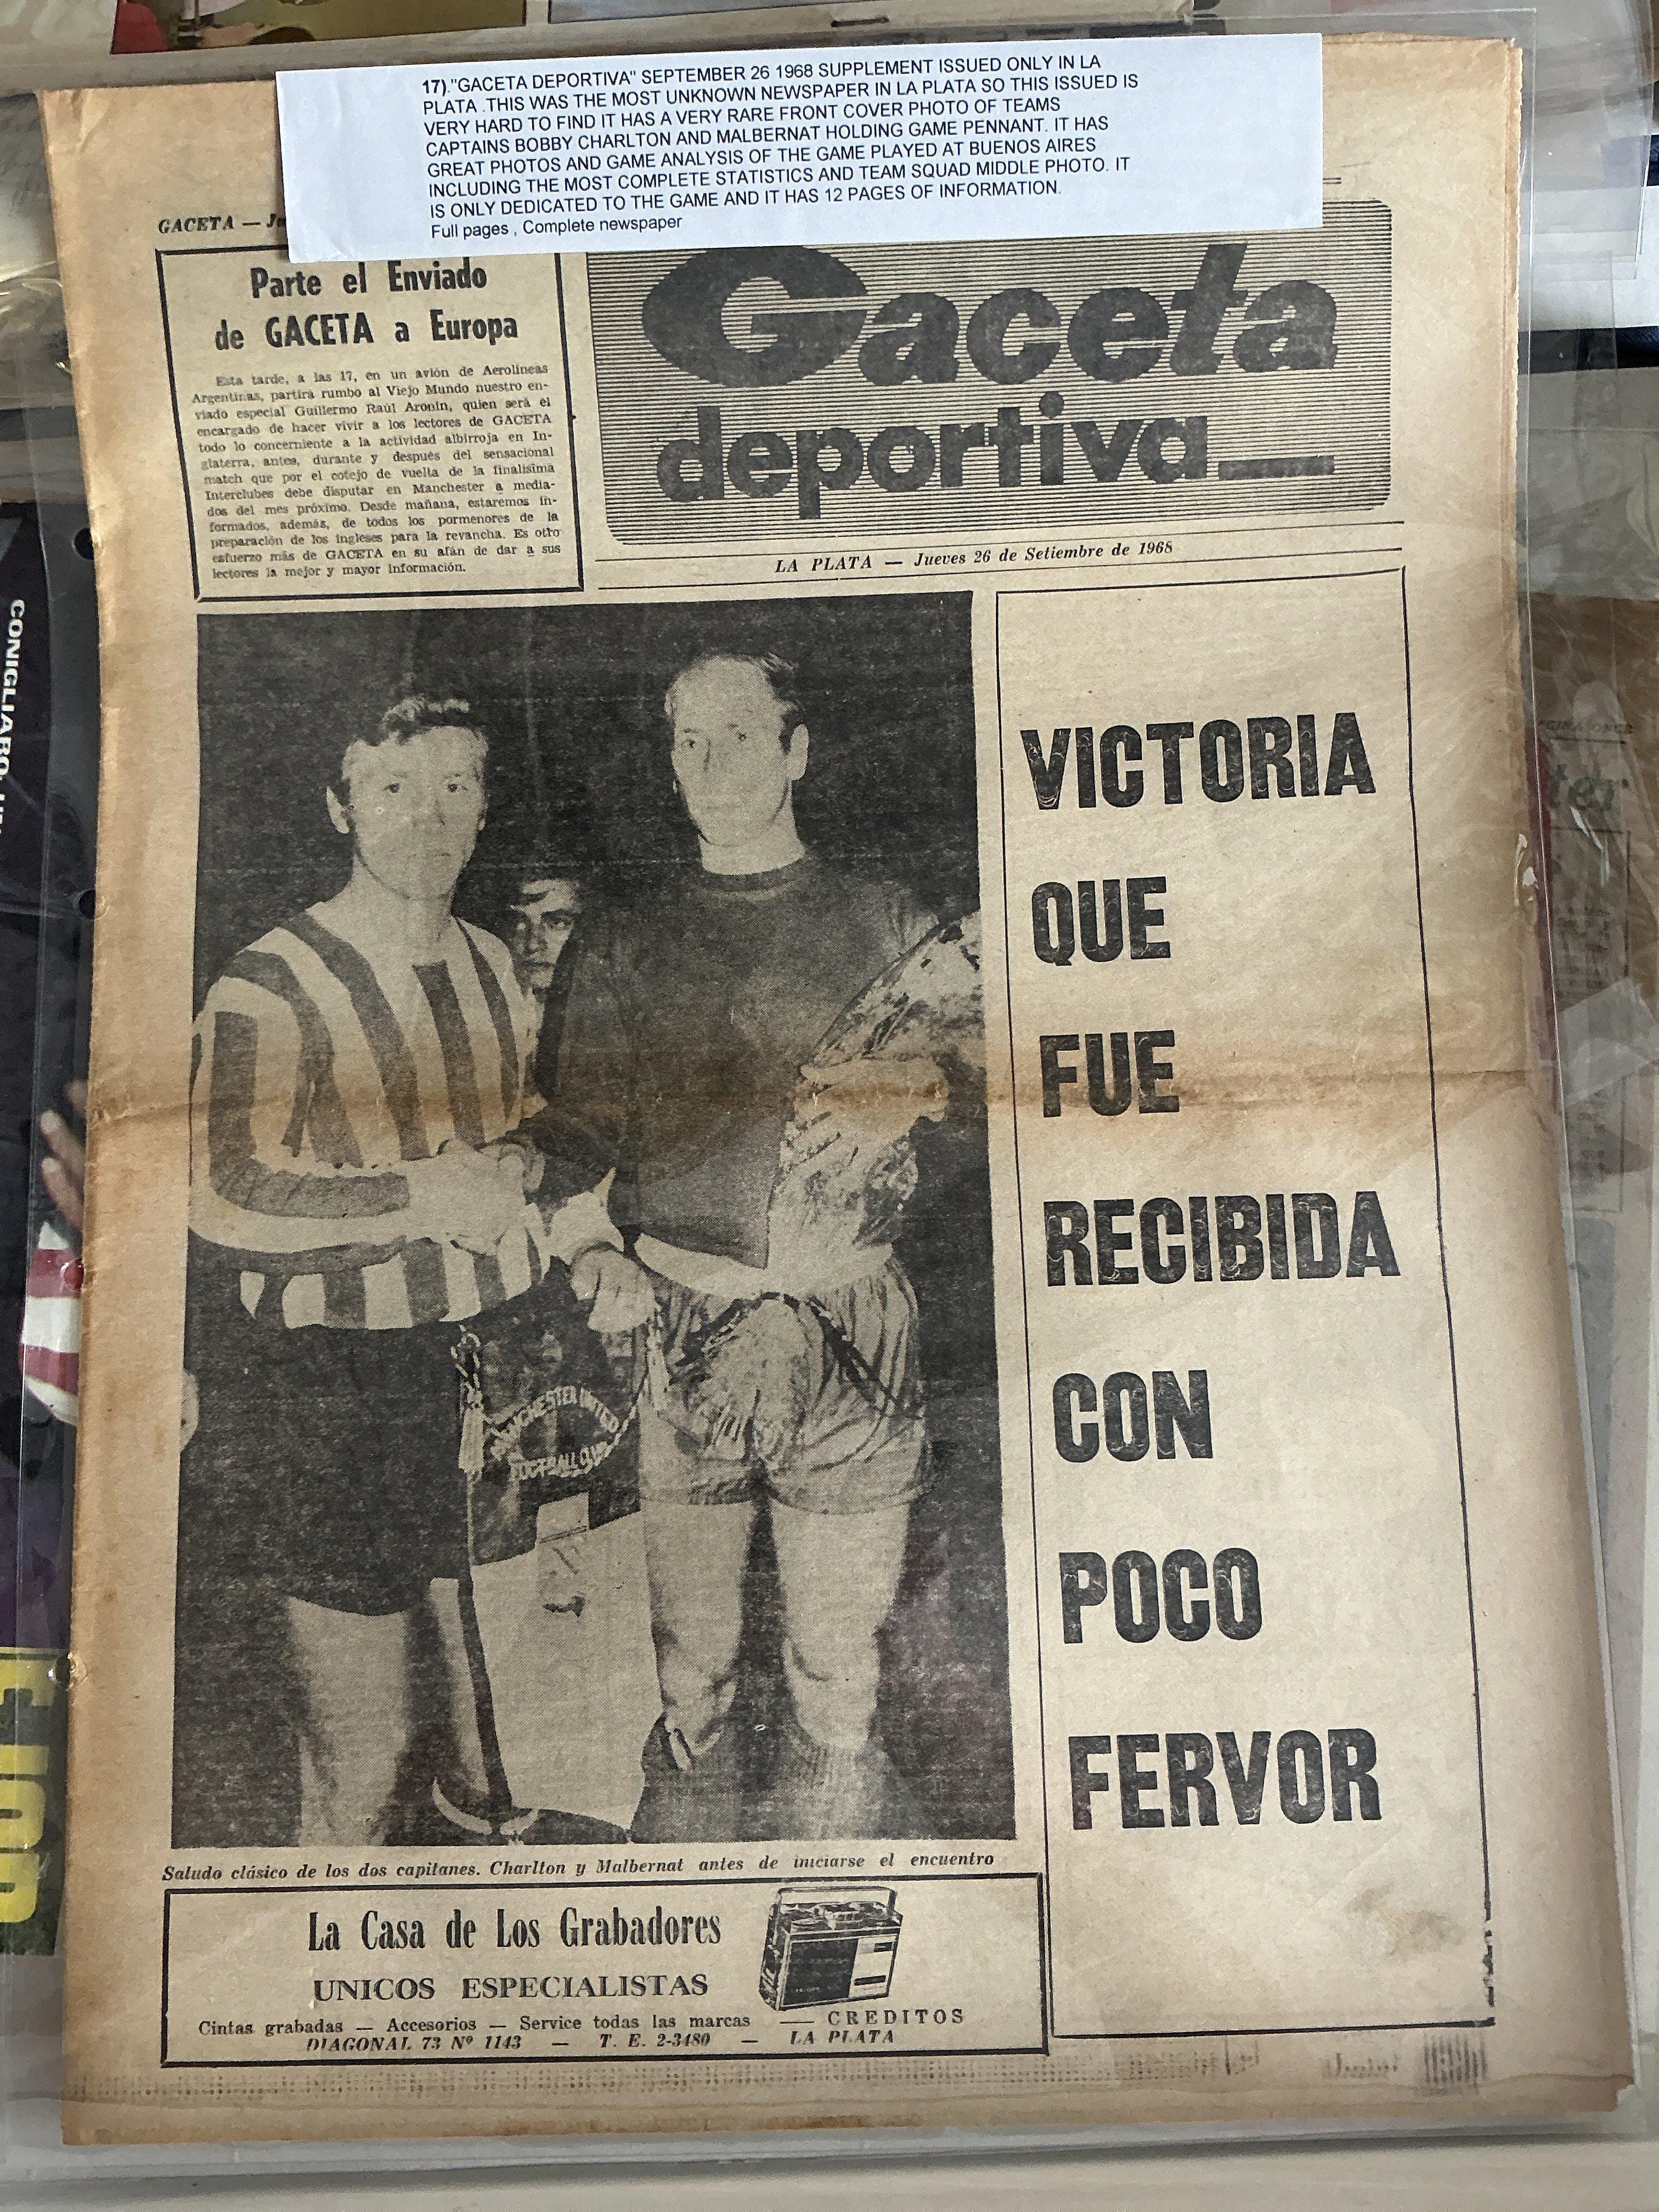 17)."GACETA DEPORTIVA" SEPTEMBER 26 1968 SUPPLEMENT ISSUED ONLY IN LA
PLATA .THIS WAS THE MOST UNKNOWN NEWSPAPER IN LA PLATA SO THIS ISSUED IS
VERY HARD TO FIND IT HAS A VERY RARE FRONT COVER PHOTO OF TEAMS
CAPTAINS BOBBY CHARLTON AND MALBERNAT HOLDING GAME PENNANT. IT HAS
GREAT PHOTOS AND GAME ANALYSIS OF THE GAME PLAYED AT BUENOS AIRES
INCLUDING THE MOST COMPLETE STATISTICS AND TEAM SQUAD MIDDLE PHOTO. IT
IS ONLY DEDICATED TO THE GAME AND IT HAS 12 PAGES OF INFORMATION.
Full pages , Complete newspaper
GACETA —
Parte el Enviado
de GACETA a Europa
Esta tarde, a las 17, en un avión de Aerolíneas
Argentinas, partirá rumbo al Viejo Mundo nuestro en-
viado especial Guillermo Raúl Aronín, quien será el
encargado de hacer vivir a los lectores de GACETA
todo lo concerniente a la actividad albirroja en In-
glaterra, antes, durante y después del sensacional
match que por el cotejo de vuelta de la finalísima
Interclubes debe disputar en Manchester a media-
dos del mes próximo. Desde mañana, estaremos in-
formados, además, de todos los pormenores de la
preparación de los ingleses para la revancha. Es otro
esfuerzo más de GACETA en su afán de dar a sus
lectores la mejor y mayor información.
Gaceta
deportiva
LA PLATA — Jueves 26 de Setiembre de 1968
VICTORIA
QUE
FUE
RECIBIDA
CON
POCO
FERVOR
MANCHESTER UNITED
FOOTBALL CLUB
Saludo clásico de los dos capitanes. Charlton y Malbernat antes de iniciarse el encuentro
La Casa de Los Grabadores
UNICOS ESPECIALISTAS
Cintas grabadas — Accesorios — Service todas las marcas — CREDITOS
DIAGONAL 73 Nº 1143 — T. E. 2-3480 — LA PLATA